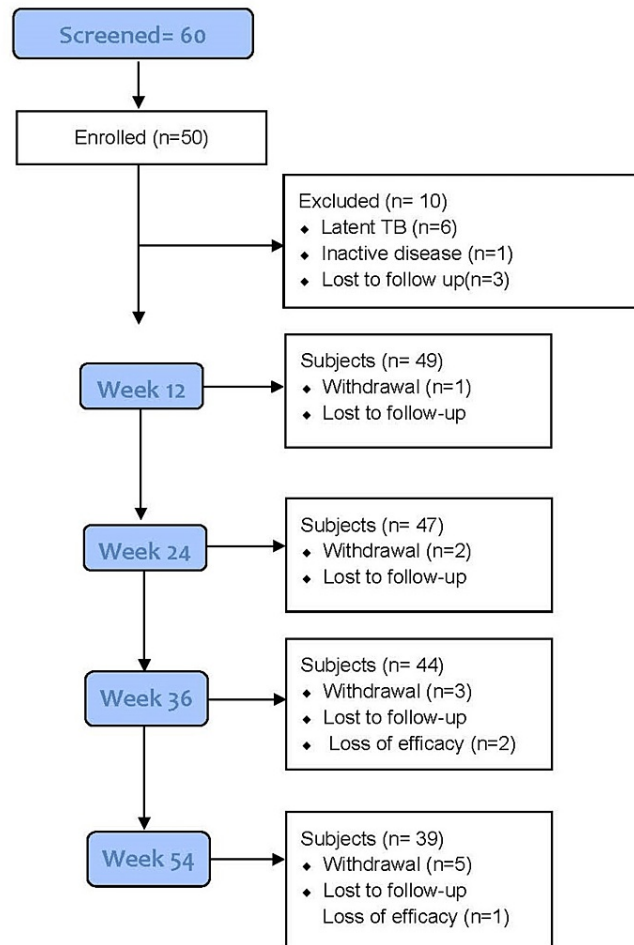 Screened= 60
Enrolled (n=50)
Excluded (n= 10)
◆ Latent TB (n=6)
◆ Inactive disease (n=1)
◆ Lost to follow up(n=3)
Week 12
Subjects (n= 49)
◆ Withdrawal (n=1)
◆ Lost to follow-up
Week 24
Subjects (n= 47)
◆ Withdrawal (n=2)
◆ Lost to follow-up
Week 36
Subjects (n= 44)
◆ Withdrawal (n=3)
◆ Lost to follow-up
◆ Loss of efficacy (n=2)
Week 54
Subjects (n= 39)
◆ Withdrawal (n=5)
◆ Lost to follow-up
Loss of efficacy (n=1)